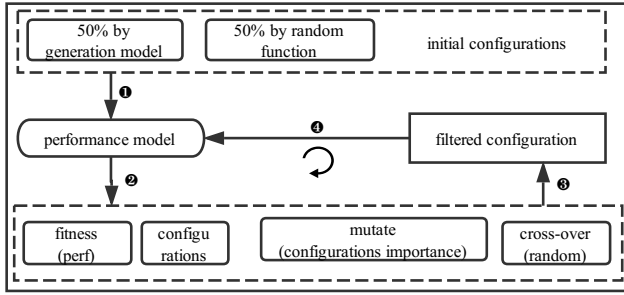 50% by
generation model
50% by random
function
initial configurations
❶
performance model
❹
filtered configuration
❷
❸
fitness
(perf)
configu
rations
mutate
(configurations importance)
cross-over
(random)